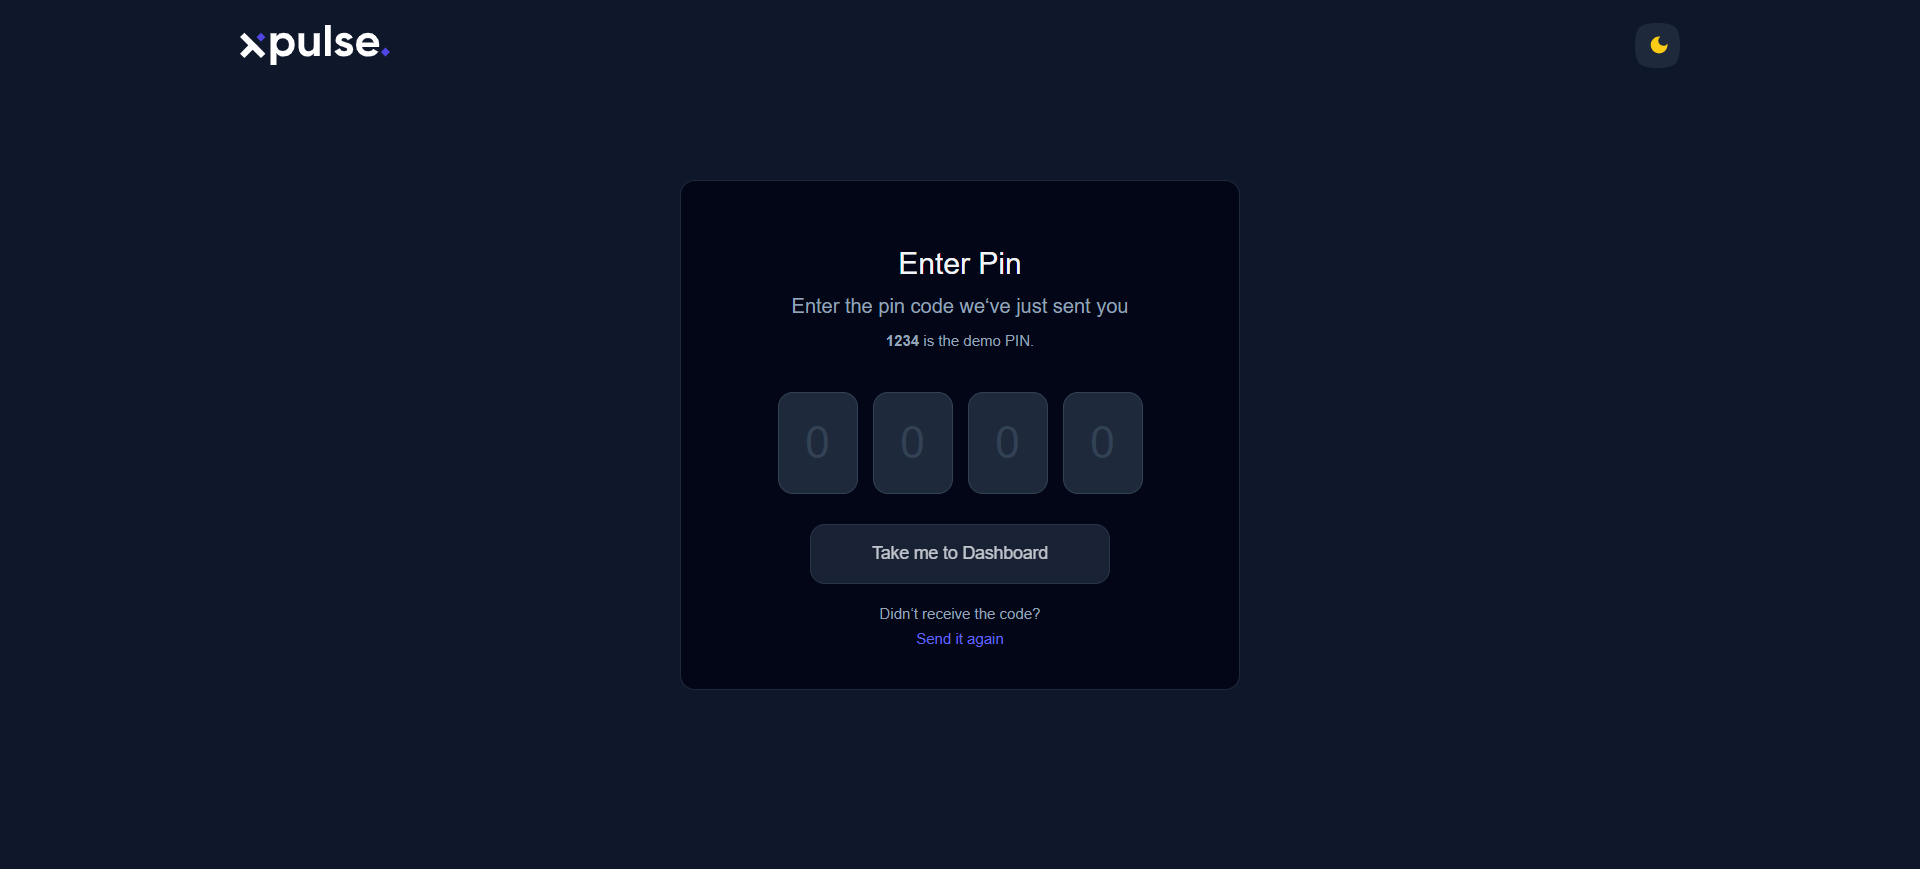 xpulse.
Enter Pin
Enter the pin code we‘ve just sent you
1234 is the demo PIN.
0 0 0 0
Take me to Dashboard
Didn‘t receive the code?
Send it again